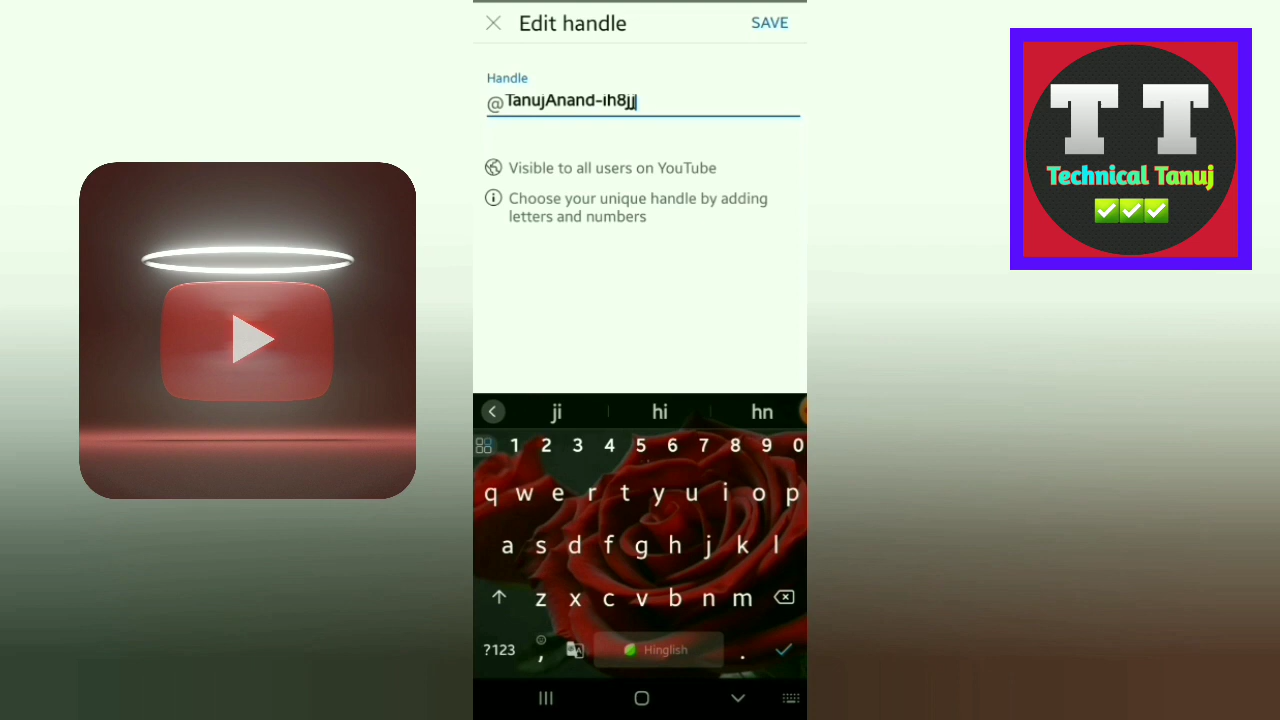 Edit handle
SAVE
Handle
@TanujAnand-ih8jj
Visible to all users on YouTube
Choose your unique handle by adding
letters and numbers
ji hi hn
1 2 3 4 5 6 7 8 9 0
q w e r t y u i o p
a s d f g h j k l
z x c v b n m
?123 , Hinglish .
T T
Technical Tanuj